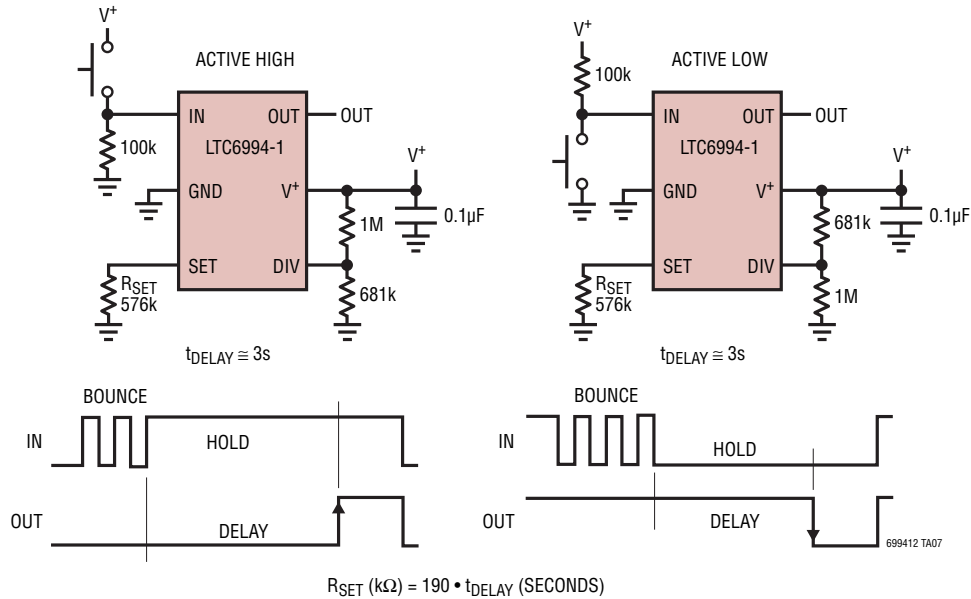 V+
ACTIVE HIGH
IN
OUT
OUT
LTC6994-1
100k
GND
V+
V+
1M
0.1µF
SET
DIV
RSET
576k
681k
tDELAY ≅ 3s
V+
100k
ACTIVE LOW
IN
OUT
OUT
LTC6994-1
GND
V+
V+
681k
0.1µF
SET
DIV
RSET
576k
1M
tDELAY ≅ 3s
BOUNCE
IN
HOLD
OUT
DELAY
BOUNCE
IN
HOLD
OUT
DELAY
699412 TA07
RSET (kΩ) = 190 • tDELAY (SECONDS)